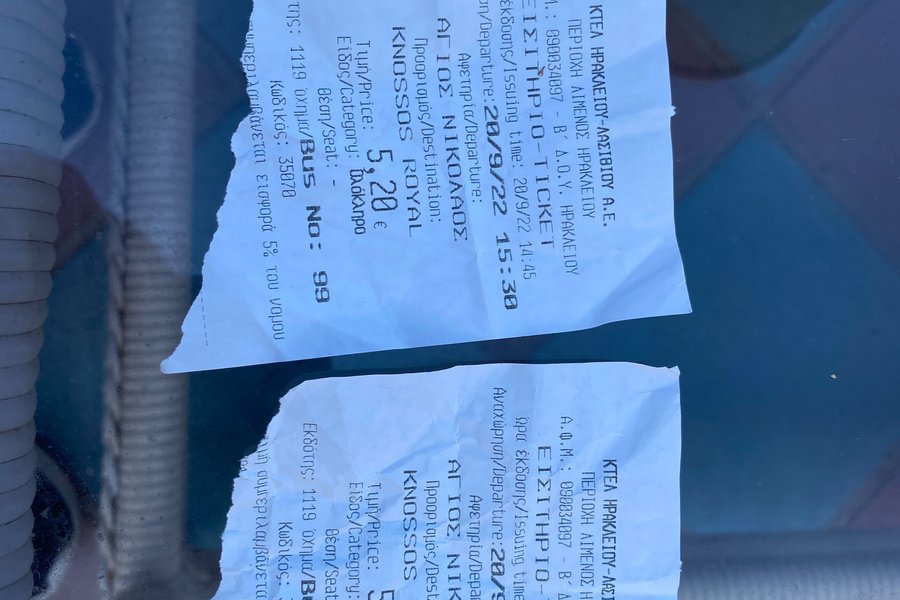 ΚΤΕΛ ΗΡΑΚΛΕΙΟΥ-ΛΑΣΙΘΙΟΥ Α.Ε.
ΠΕΡΙΟΧΗ ΛΙΜΕΝΟΣ ΗΡΑΚΛΕΙΟΥ
Μ.: 090034097 - Β' Δ.Ο.Υ. ΗΡΑΚΛΕΙΟΥ
ΕΙΣΙΤΗΡΙΟ-TICKET
έκδοσης/Issuing time: 20/9/22 14:45
/Departure: 20/9/22 15:30
Αφετηρία/Departure:
ΑΓΙΟΣ ΝΙΚΟΛΑΟΣ
Προορισμός/Destination:
KNOSSOS ROYAL
Τιμή/Price: 5,20 €
Είδος/Category: Ολόκληρο
Θέση/Seat: -
της: 1119 όχημα/Bus No: 99
Κωδικός: 35070
συμπεριλαμβάνεται εισφορά 5% του νόμου
ΚΤΕΛ ΗΡΑΚΛΕΙΟΥ-ΛΑΣΙ
ΠΕΡΙΟΧΗ ΛΙΜΕΝΟΣ Η
Α.Φ.Μ.: 090034097 - Β' Δ
ΕΙΣΙΤΗΡΙΟ-
Ώρα έκδοσης/Issuing time
Αναχώρηση/Departure: 20/9
Αφετηρία/Depar
ΑΓΙΟΣ ΝΙΚ
Προορισμός/Dest
KNOSSOS
Τιμή/Price: 5
Είδος/Category:
Θέση/Seat
Εκδότης: 1119 όχημα/Bu
Κωδικός:
τιμή συμπεριλαμβάνεται